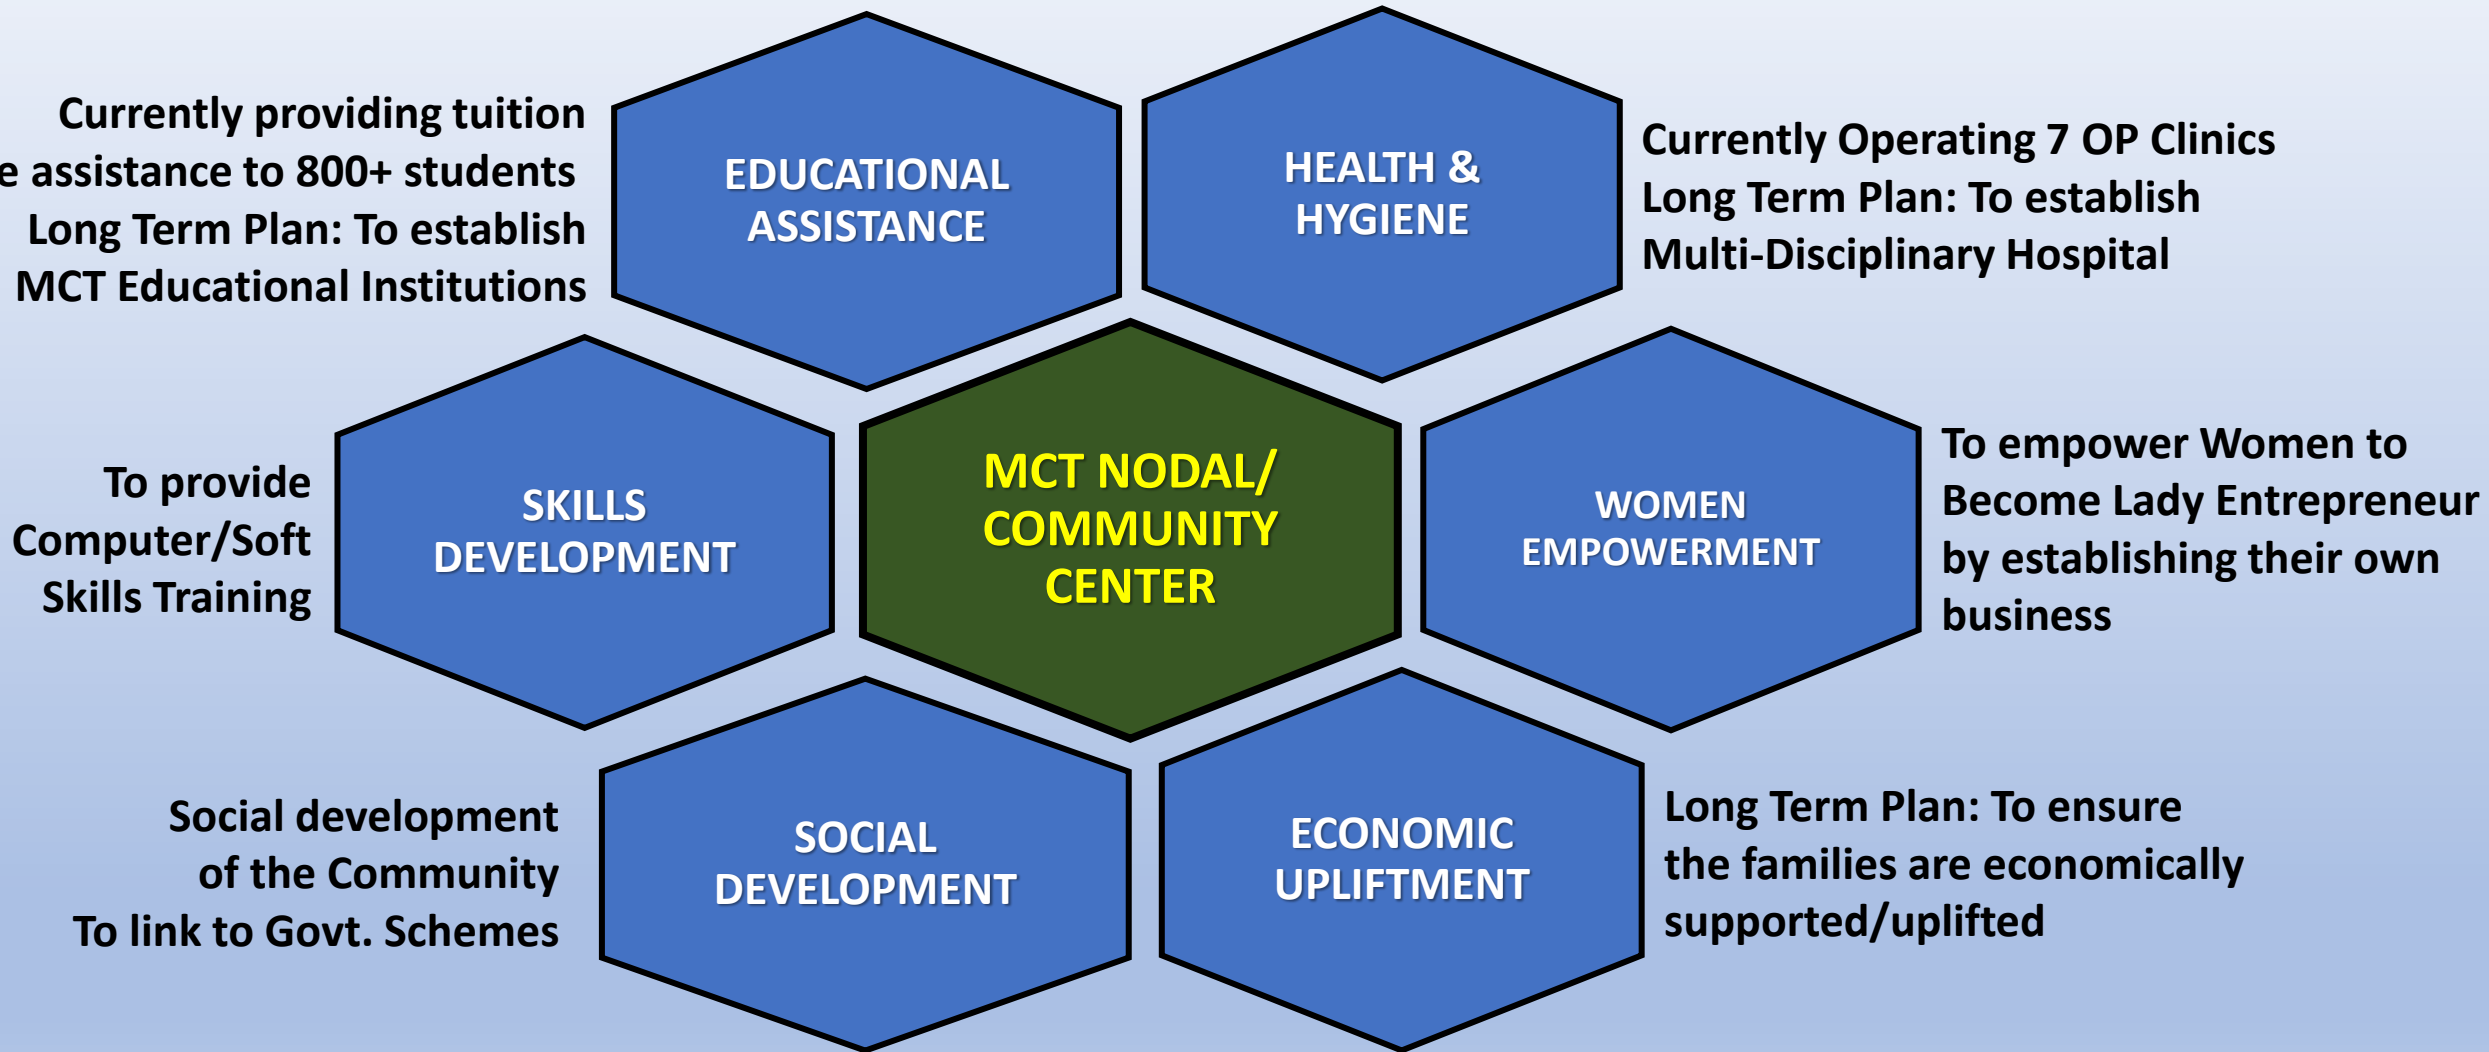 Currently providing tuition
e assistance to 800+ students
Long Term Plan: To establish
MCT Educational Institutions
EDUCATIONAL
ASSISTANCE
HEALTH &
HYGIENE
Currently Operating 7 OP Clinics
Long Term Plan: To establish
Multi-Disciplinary Hospital
To provide
Computer/Soft
Skills Training
SKILLS
DEVELOPMENT
MCT NODAL/
COMMUNITY
CENTER
WOMEN
EMPOWERMENT
To empower Women to
Become Lady Entrepreneur
by establishing their own
business
Social development
of the Community
To link to Govt. Schemes
SOCIAL
DEVELOPMENT
ECONOMIC
UPLIFTMENT
Long Term Plan: To ensure
the families are economically
supported/uplifted